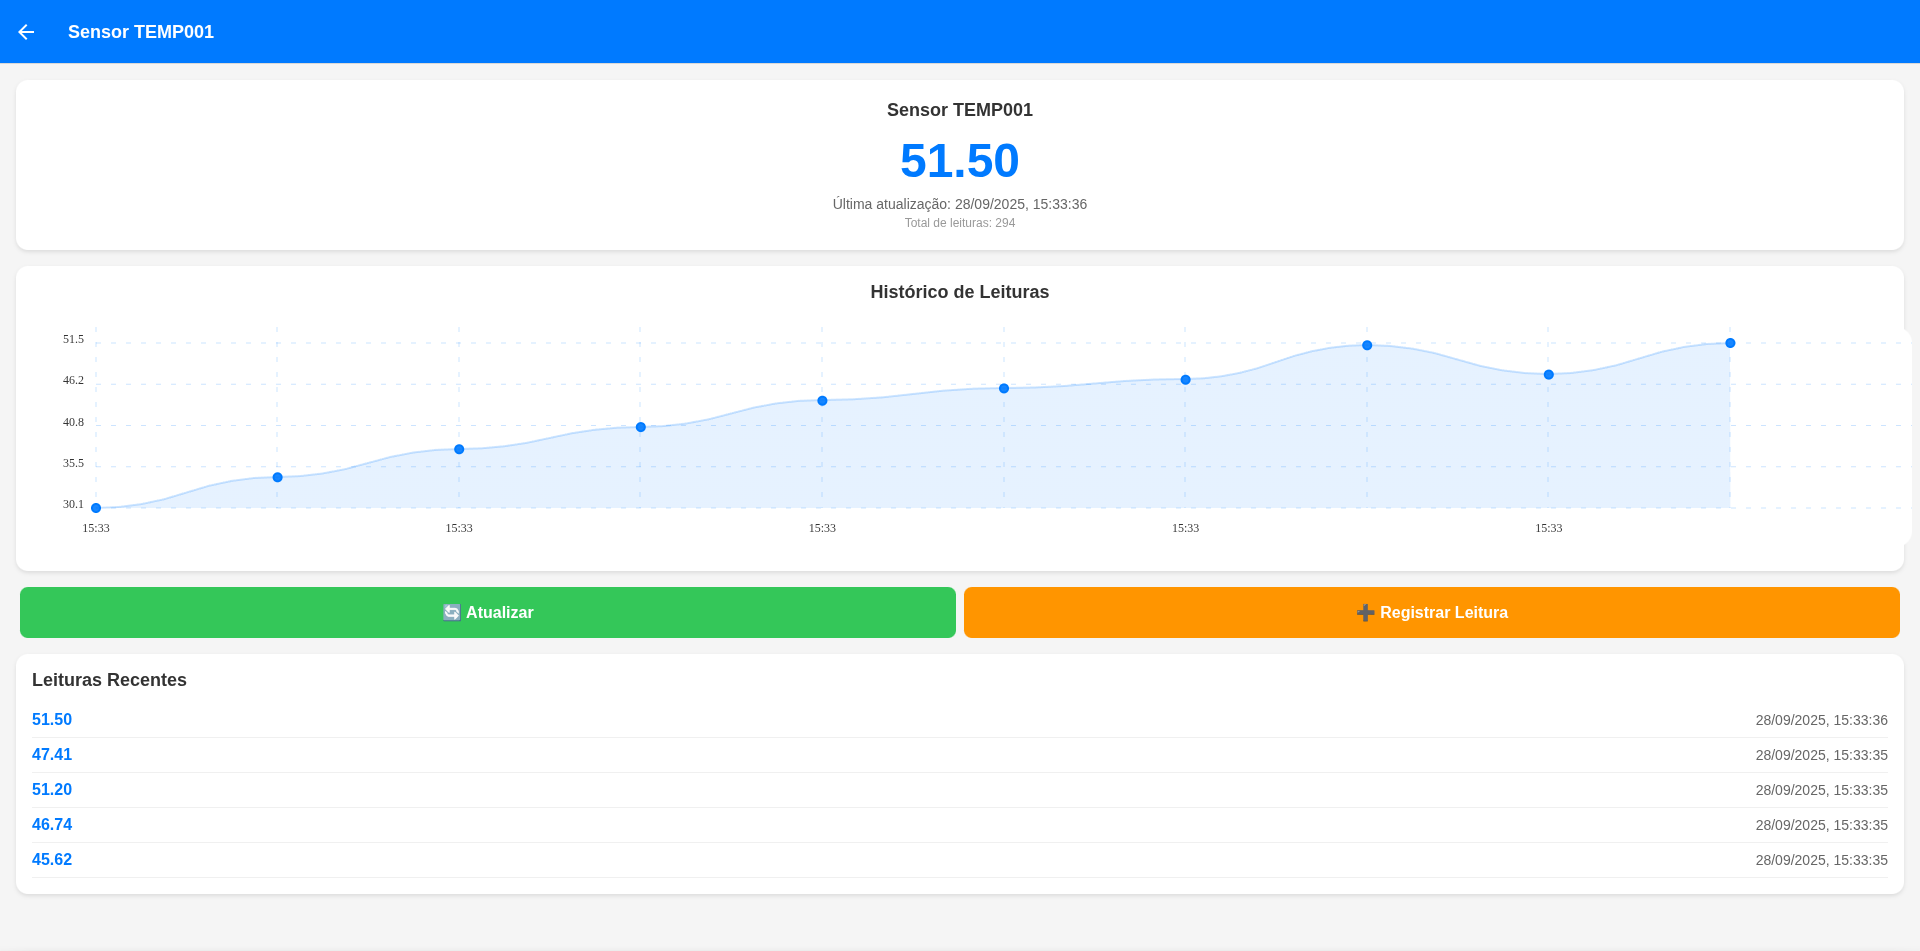 Sensor TEMP001
Sensor TEMP001
51.50
Última atualização: 28/09/2025, 15:33:36
Total de leituras: 294
Histórico de Leituras
51.5
46.2
40.8
35.5
30.1
15:33 15:33 15:33 15:33 15:33
🔄 Atualizar
➕ Registrar Leitura
Leituras Recentes
51.50 28/09/2025, 15:33:36
47.41 28/09/2025, 15:33:35
51.20 28/09/2025, 15:33:35
46.74 28/09/2025, 15:33:35
45.62 28/09/2025, 15:33:35